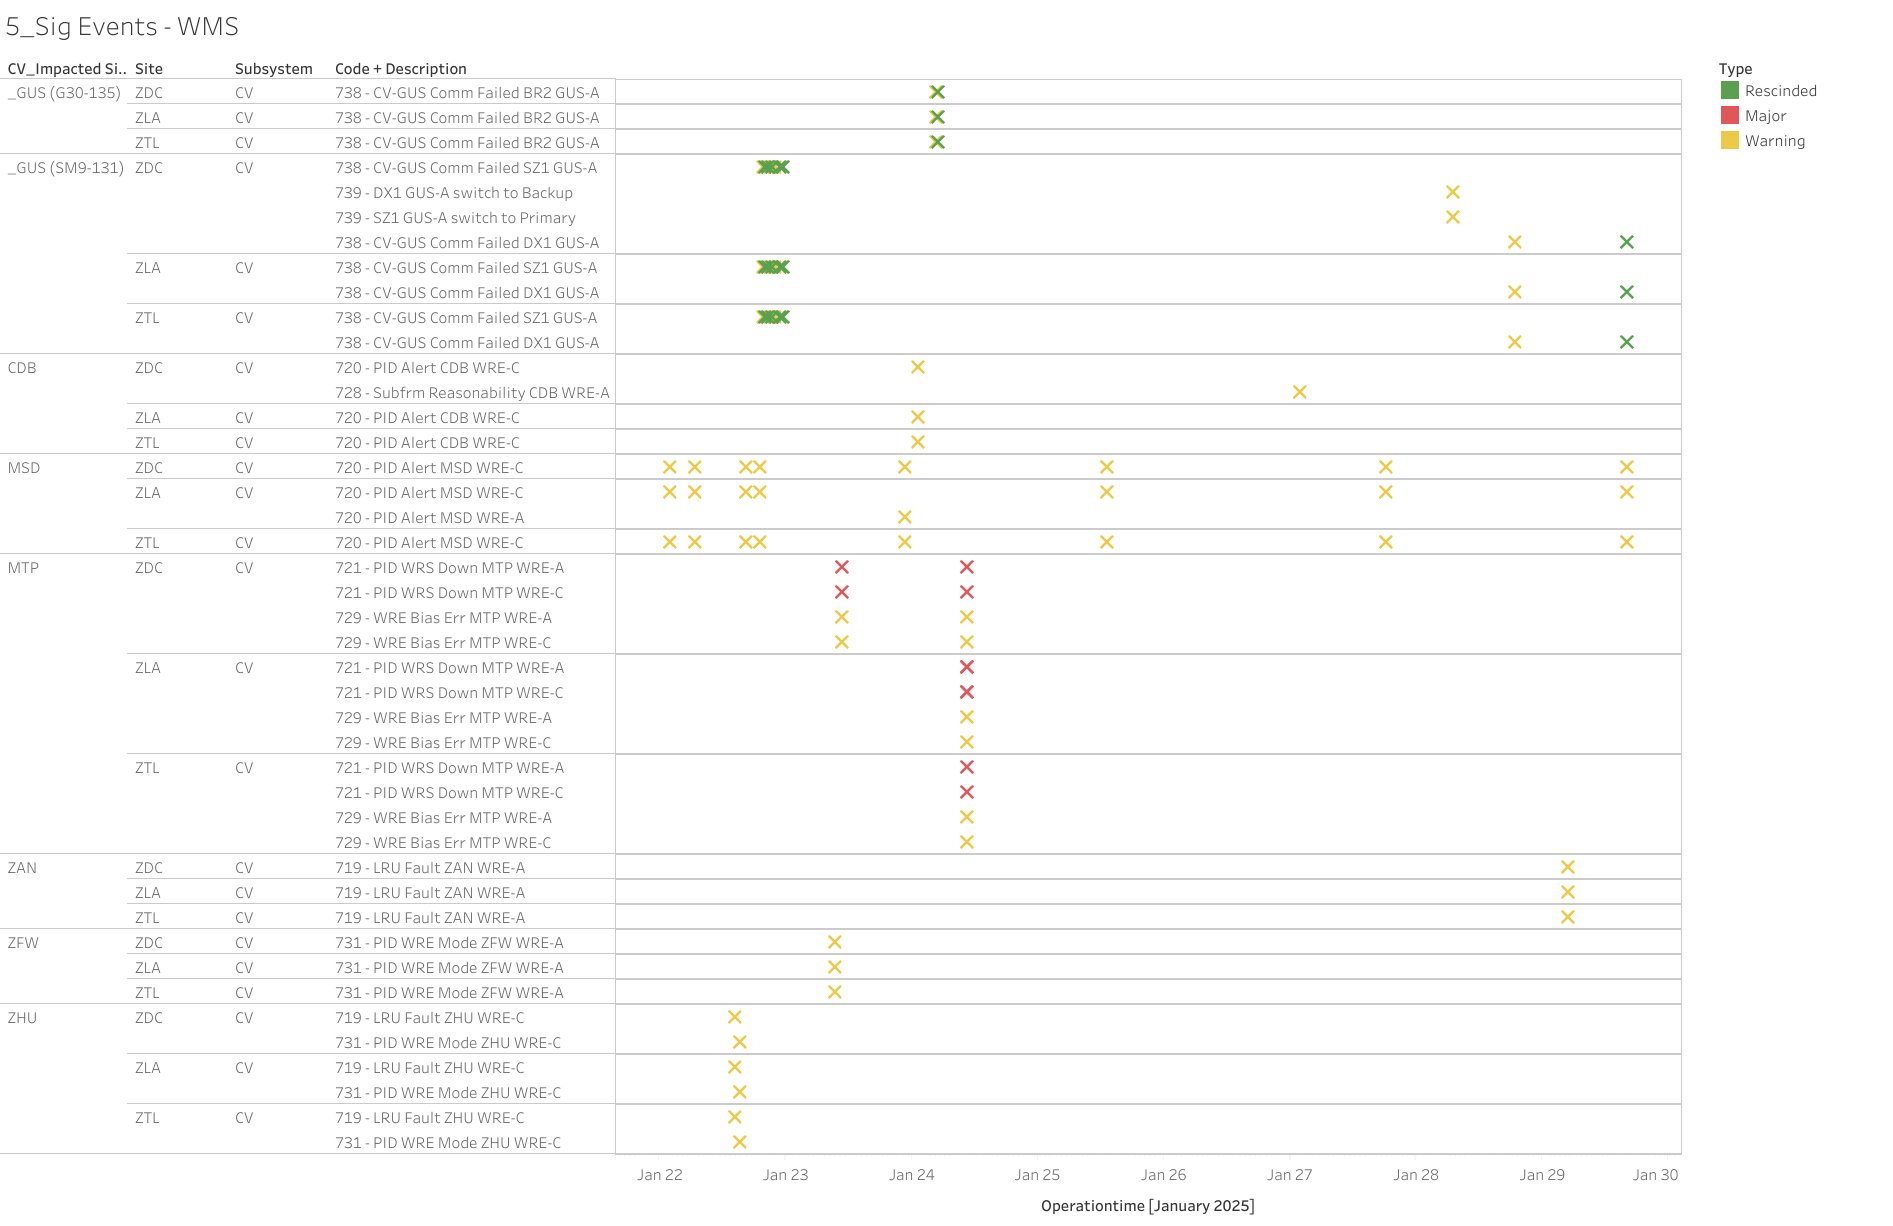 5_Sig Events - WMS
CV_Impacted Si.. Site Subsystem Code + Description
Type
Rescinded
Major
Warning
_GUS (G30-135) ZDC CV 738 - CV-GUS Comm Failed BR2 GUS-A
ZLA CV 738 - CV-GUS Comm Failed BR2 GUS-A
ZTL CV 738 - CV-GUS Comm Failed BR2 GUS-A
_GUS (SM9-131) ZDC CV 738 - CV-GUS Comm Failed SZ1 GUS-A
739 - DX1 GUS-A switch to Backup
739 - SZ1 GUS-A switch to Primary
738 - CV-GUS Comm Failed DX1 GUS-A
ZLA CV 738 - CV-GUS Comm Failed SZ1 GUS-A
738 - CV-GUS Comm Failed DX1 GUS-A
ZTL CV 738 - CV-GUS Comm Failed SZ1 GUS-A
738 - CV-GUS Comm Failed DX1 GUS-A
CDB ZDC CV 720 - PID Alert CDB WRE-C
728 - Subfrm Reasonability CDB WRE-A
ZLA CV 720 - PID Alert CDB WRE-C
ZTL CV 720 - PID Alert CDB WRE-C
MSD ZDC CV 720 - PID Alert MSD WRE-C
ZLA CV 720 - PID Alert MSD WRE-C
720 - PID Alert MSD WRE-A
ZTL CV 720 - PID Alert MSD WRE-C
MTP ZDC CV 721 - PID WRS Down MTP WRE-A
721 - PID WRS Down MTP WRE-C
729 - WRE Bias Err MTP WRE-A
729 - WRE Bias Err MTP WRE-C
ZLA CV 721 - PID WRS Down MTP WRE-A
721 - PID WRS Down MTP WRE-C
729 - WRE Bias Err MTP WRE-A
729 - WRE Bias Err MTP WRE-C
ZTL CV 721 - PID WRS Down MTP WRE-A
721 - PID WRS Down MTP WRE-C
729 - WRE Bias Err MTP WRE-A
729 - WRE Bias Err MTP WRE-C
ZAN ZDC CV 719 - LRU Fault ZAN WRE-A
ZLA CV 719 - LRU Fault ZAN WRE-A
ZTL CV 719 - LRU Fault ZAN WRE-A
ZFW ZDC CV 731 - PID WRE Mode ZFW WRE-A
ZLA CV 731 - PID WRE Mode ZFW WRE-A
ZTL CV 731 - PID WRE Mode ZFW WRE-A
ZHU ZDC CV 719 - LRU Fault ZHU WRE-C
731 - PID WRE Mode ZHU WRE-C
ZLA CV 719 - LRU Fault ZHU WRE-C
731 - PID WRE Mode ZHU WRE-C
ZTL CV 719 - LRU Fault ZHU WRE-C
731 - PID WRE Mode ZHU WRE-C
Jan 22 Jan 23 Jan 24 Jan 25 Jan 26 Jan 27 Jan 28 Jan 29 Jan 30
Operationtime [January 2025]